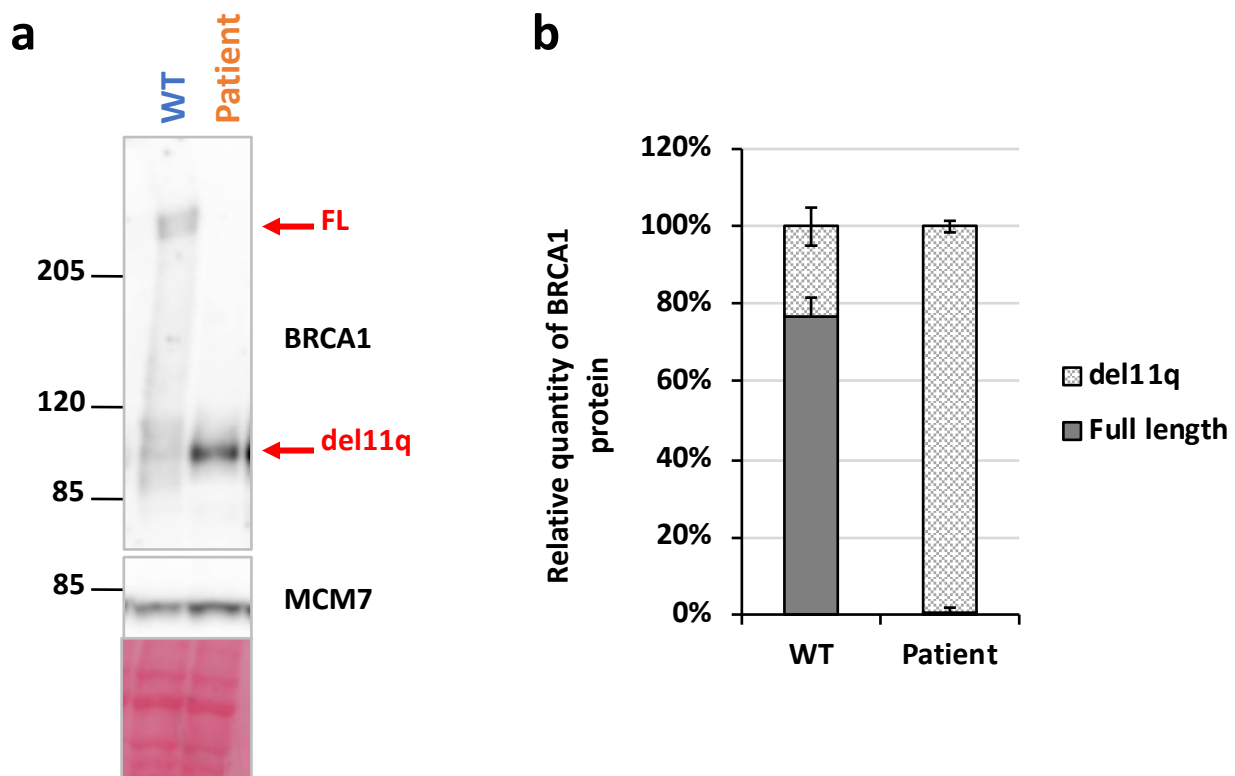 a
WT
Patient
FL
205
BRCA1
120
del11q
85
85
MCM7
b
Relative quantity of BRCA1
protein
120%
100%
80%
60%
40%
20%
0%
WT
Patient
del11q
Full length